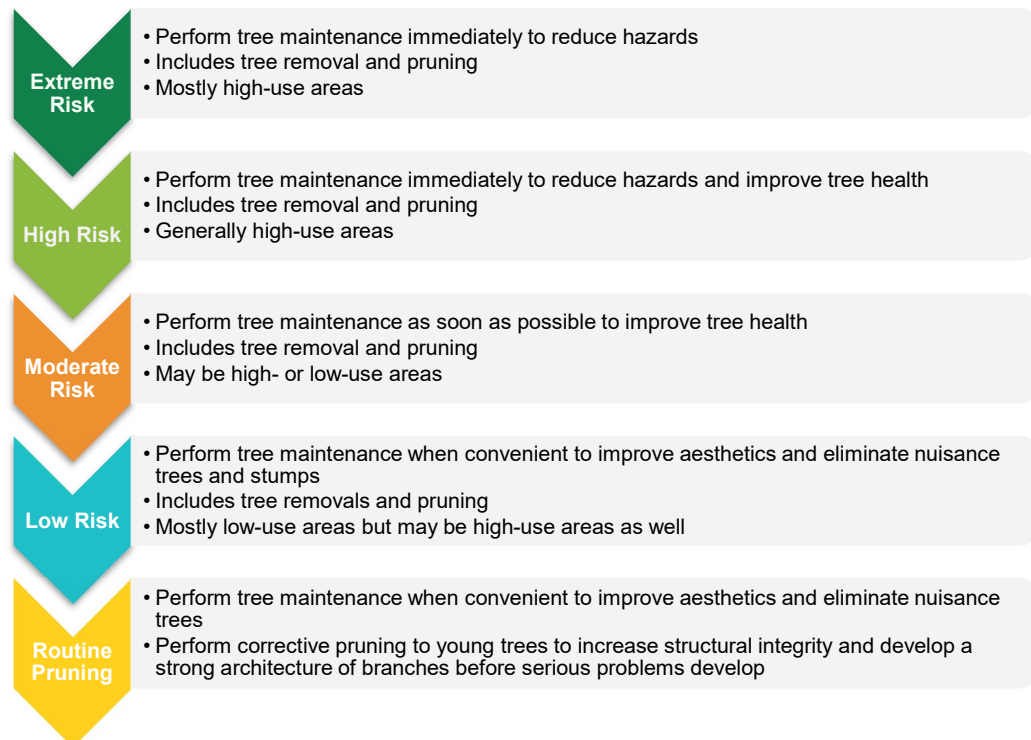 Extreme
Risk
• Perform tree maintenance immediately to reduce hazards
• Includes tree removal and pruning
• Mostly high-use areas
High Risk
• Perform tree maintenance immediately to reduce hazards and improve tree health
• Includes tree removal and pruning
• Generally high-use areas
Moderate
Risk
• Perform tree maintenance as soon as possible to improve tree health
• Includes tree removal and pruning
• May be high- or low-use areas
Low Risk
• Perform tree maintenance when convenient to improve aesthetics and eliminate nuisance
trees and stumps
• Includes tree removals and pruning
• Mostly low-use areas but may be high-use areas as well
Routine
Pruning
• Perform tree maintenance when convenient to improve aesthetics and eliminate nuisance
trees
• Perform corrective pruning to young trees to increase structural integrity and develop a
strong architecture of branches before serious problems develop